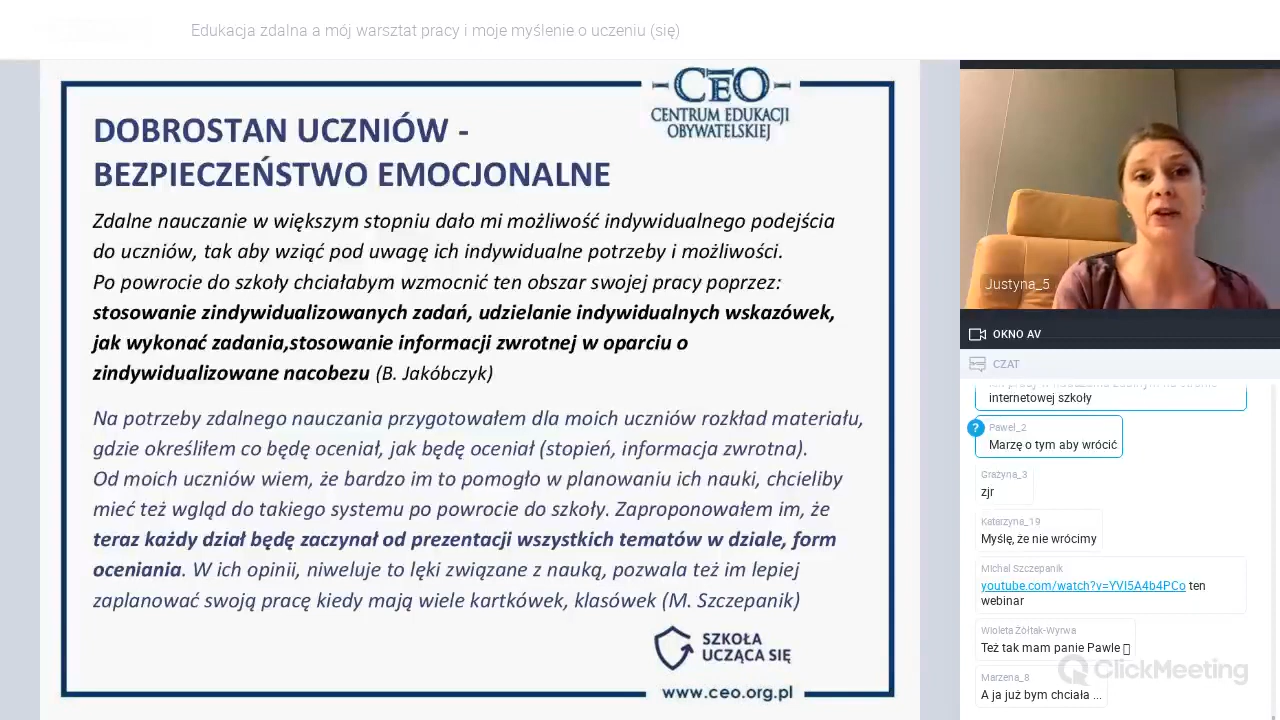 Edukacja zdalna a mój warsztat pracy i moje myślenie o uczeniu (się)
CEO
CENTRUM EDUKACJI
OBYWATELSKIEJ
DOBROSTAN UCZNIÓW -
BEZPIECZEŃSTWO EMOCJONALNE
Zdalne nauczanie w większym stopniu dało mi możliwość indywidualnego podejścia
do uczniów, tak aby wziąć pod uwagę ich indywidualne potrzeby i możliwości.
Po powrocie do szkoły chciałabym wzmocnić ten obszar swojej pracy poprzez:
stosowanie zindywidualizowanych zadań, udzielanie indywidualnych wskazówek,
jak wykonać zadania,stosowanie informacji zwrotnej w oparciu o
zindywidualizowane nacobezu (B. Jakóbczyk)
Na potrzeby zdalnego nauczania przygotowałem dla moich uczniów rozkład materiału,
gdzie określiłem co będę oceniał, jak będę oceniał (stopień, informacja zwrotna).
Od moich uczniów wiem, że bardzo im to pomogło w planowaniu ich nauki, chcieliby
mieć też wgląd do takiego systemu po powrocie do szkoły. Zaproponowałem im, że
teraz każdy dział będę zaczynał od prezentacji wszystkich tematów w dziale, form
oceniania. W ich opinii, niweluje to lęki związane z nauką, pozwala też im lepiej
zaplanować swoją pracę kiedy mają wiele kartkówek, klasówek (M. Szczepanik)
SZKOŁA
UCZĄCA SIĘ
www.ceo.org.pl
Justyna_5
OKNO AV
CZAT
internetowej szkoły
?
Paweł_2
Marzę o tym aby wrócić
Grażyna_3
zjr
Katarzyna_19
Myślę, że nie wrócimy
Michal Szczepanik
youtube.com/watch?v=YVI5A4b4PCo ten
webinar
Wioleta Żółtak-Wyrwa
Też tak mam panie Pawle
Marzena_8
A ja już bym chciała ...
ClickMeeting